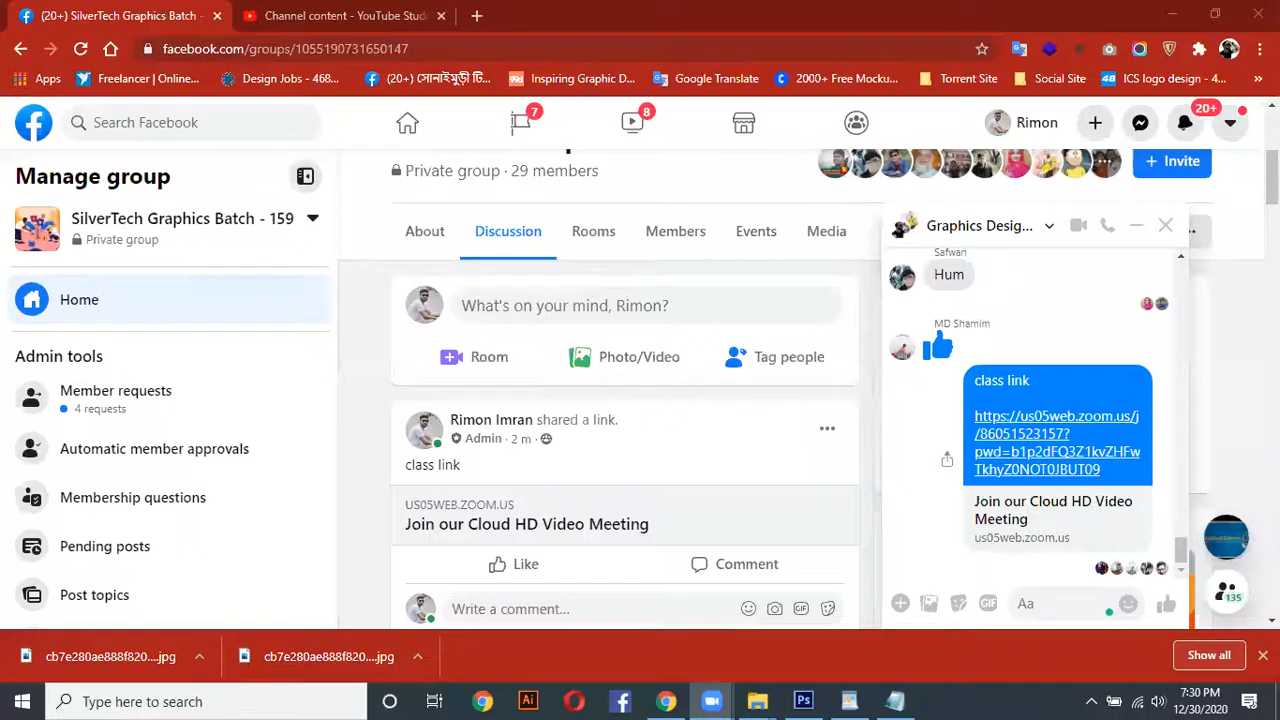 (20+) SilverTech Graphics Batch -
Channel content - YouTube Studio
facebook.com/groups/1055190731650147
Apps
Freelancer | Online...
Design Jobs - 468...
(20+) সোনাইমুড়ী টি...
Inspiring Graphic D...
Google Translate
2000+ Free Mocku...
Torrent Site
Social Site
ICS logo design - 4...
Search Facebook
7
8
Rimon
20+
Manage group
SilverTech Graphics Batch - 159
Private group
Home
Admin tools
Member requests
4 requests
Automatic member approvals
Membership questions
Pending posts
Post topics
Private group · 29 members
+ Invite
About
Discussion
Rooms
Members
Events
Media
What's on your mind, Rimon?
Room
Photo/Video
Tag people
Rimon Imran shared a link.
Admin · 2 m ·
class link
US05WEB.ZOOM.US
Join our Cloud HD Video Meeting
Like
Comment
Write a comment...
GIF
Graphics Desig...
Safwan
Hum
MD Shamim
class link
https://us05web.zoom.us/j
/86051523157?
pwd=b1p2dFQ3Z1kvZHFw
TkhyZ0NOT0JBUT09
Join our Cloud HD Video
Meeting
us05web.zoom.us
GIF
Aa
135
cb7e280ae888f820....jpg
cb7e280ae888f820....jpg
Show all
Type here to search
Ai
Ps
7:30 PM
12/30/2020